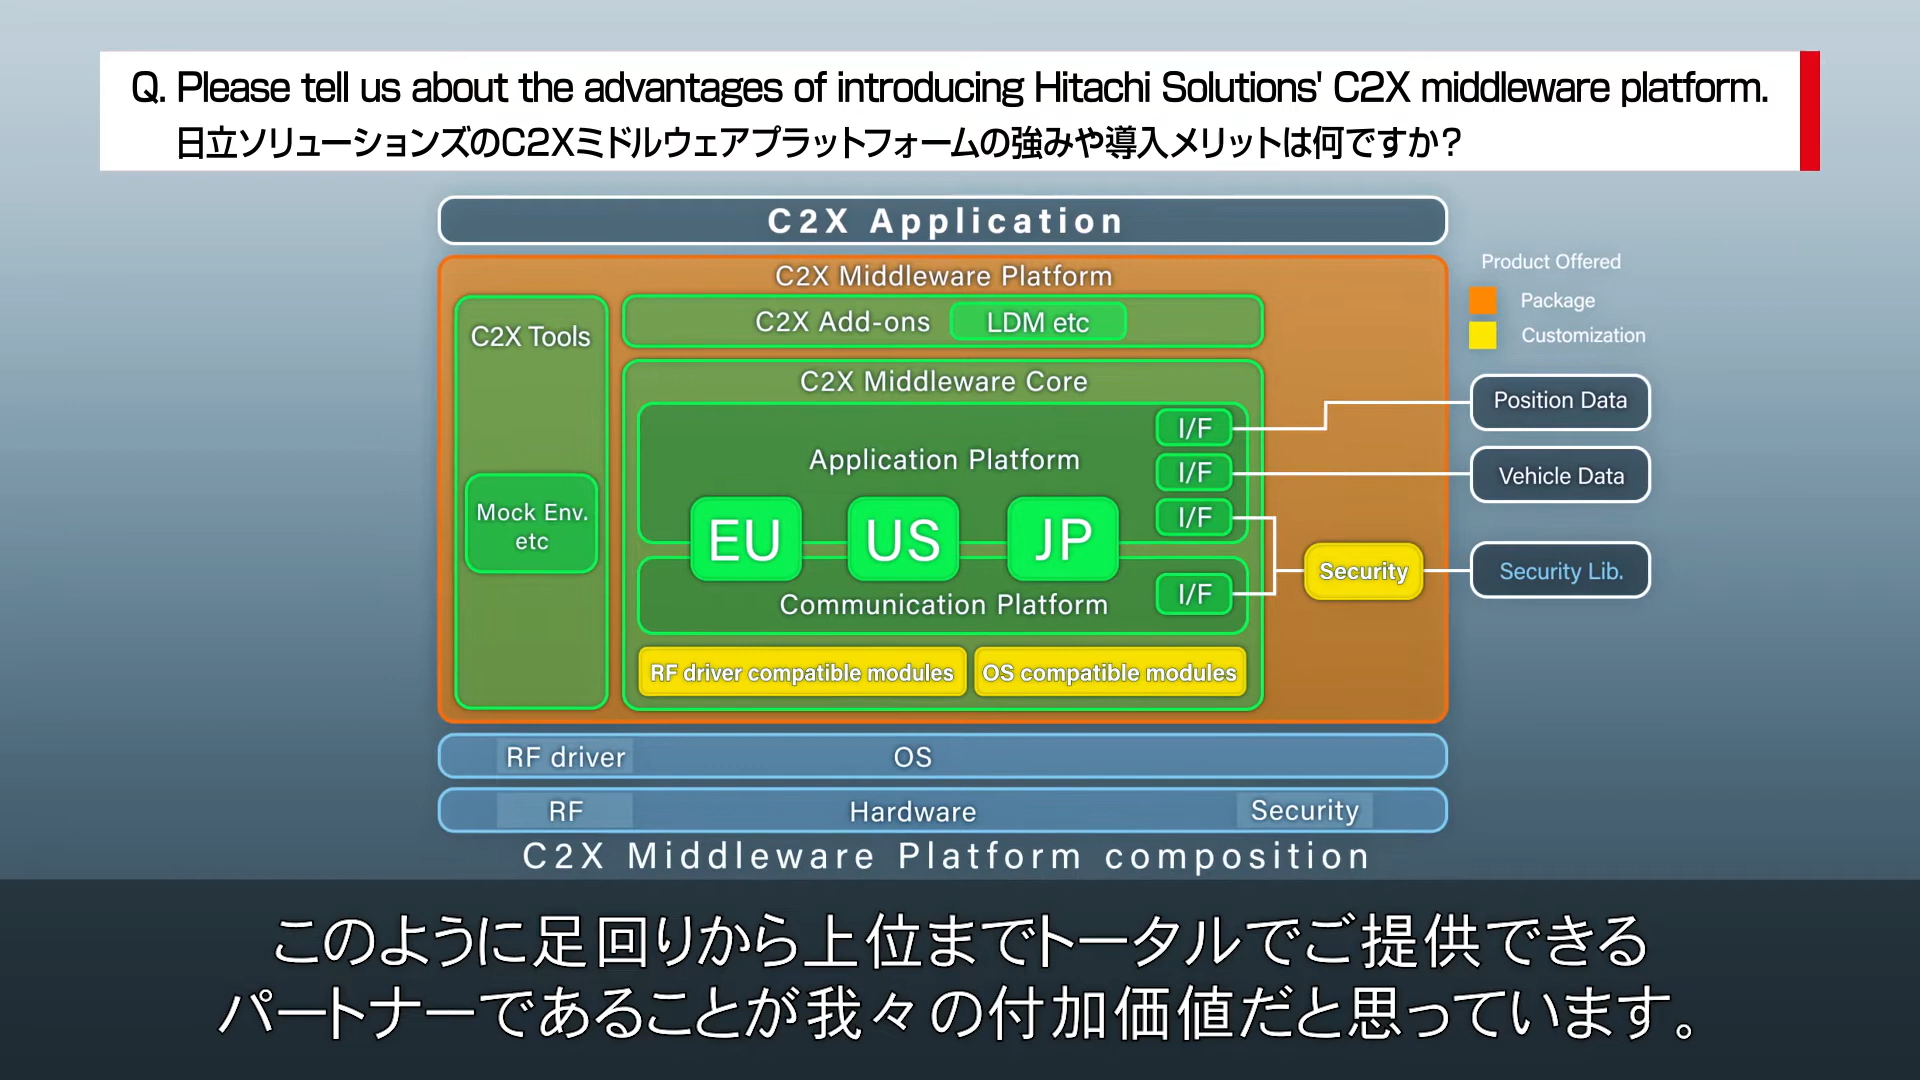 Q. Please tell us about the advantages of introducing Hitachi Solutions' C2X middleware platform.
日立ソリューションズのC2Xミドルウェアプラットフォームの強みや導入メリットは何ですか?
C2X Application
C2X Middleware Platform
C2X Tools
Mock Env.
etc
C2X Add-ons
LDM etc
C2X Middleware Core
Application Platform
I/F
I/F
I/F
EU
US
JP
Communication Platform
I/F
RF driver compatible modules
OS compatible modules
Security
Product Offered
Package
Customization
Position Data
Vehicle Data
Security Lib.
RF driver
OS
RF
Hardware
Security
C2X Middleware Platform composition
このように足回りから上位までトータルでご提供できる
パートナーであることが我々の付加価値だと思っています。